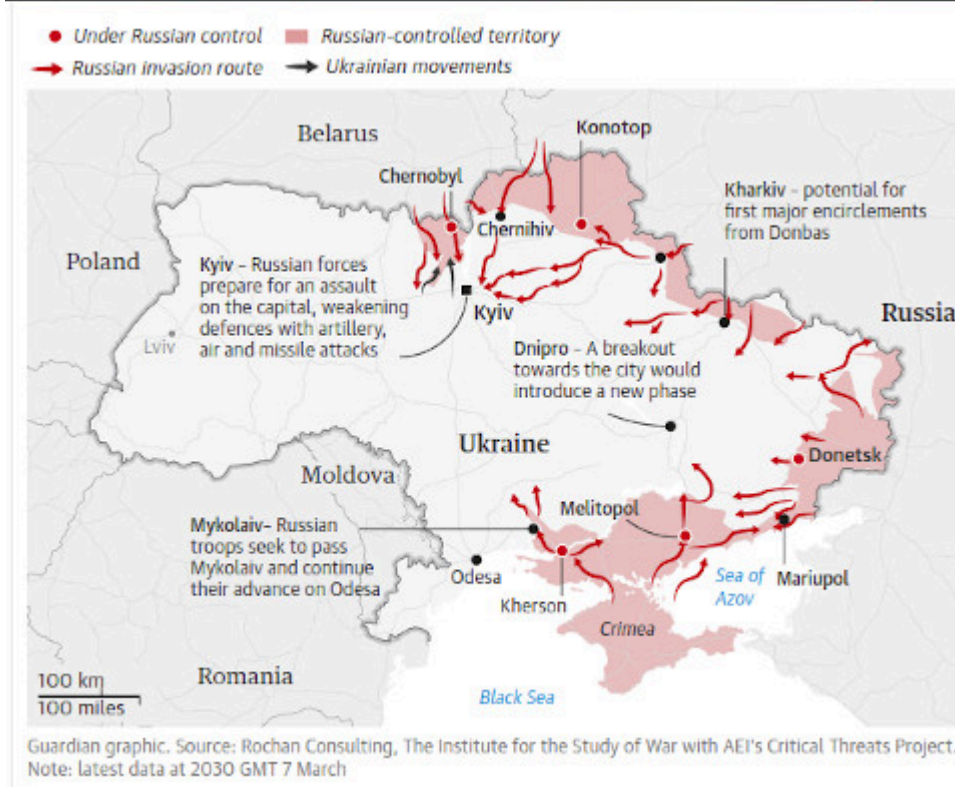 Under Russian control
Russian-controlled territory
Russian invasion route
Ukrainian movements
Belarus
Konotop
Chernobyl
Kharkiv – potential for
first major encirclements
from Donbas
Chernihiv
Poland
Kyiv – Russian forces
prepare for an assault
on the capital, weakening
defences with artillery,
air and missile attacks
Kyiv
Russia
Lviv
Dnipro – A breakout
towards the city would
introduce a new phase
Ukraine
Donetsk
Moldova
Melitopol
Mykolaiv– Russian
troops seek to pass
Mykolaiv and continue
their advance on Odesa
Odesa
Sea of
Azov
Mariupol
Kherson
Crimea
Romania
100 km
100 miles
Black Sea
Guardian graphic. Source: Rochan Consulting, The Institute for the Study of War with AEI's Critical Threats Project.
Note: latest data at 2030 GMT 7 March